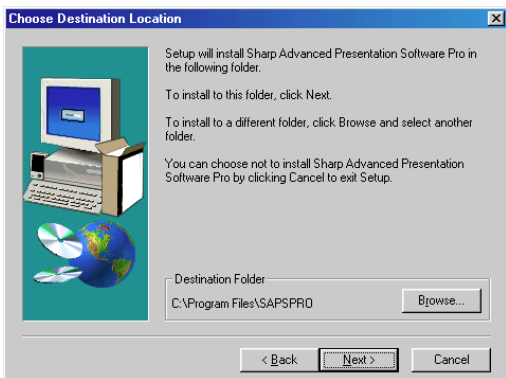 Choose Destination Location
Setup will install Sharp Advanced Presentation Software Pro in
the following folder.
To install to this folder, click Next.
To install to a different folder, click Browse and select another
folder.
You can choose not to install Sharp Advanced Presentation
Software Pro by clicking Cancel to exit Setup.
Destination Folder
C:\Program Files\SAPSPRO
Browse...
< Back
Next >
Cancel